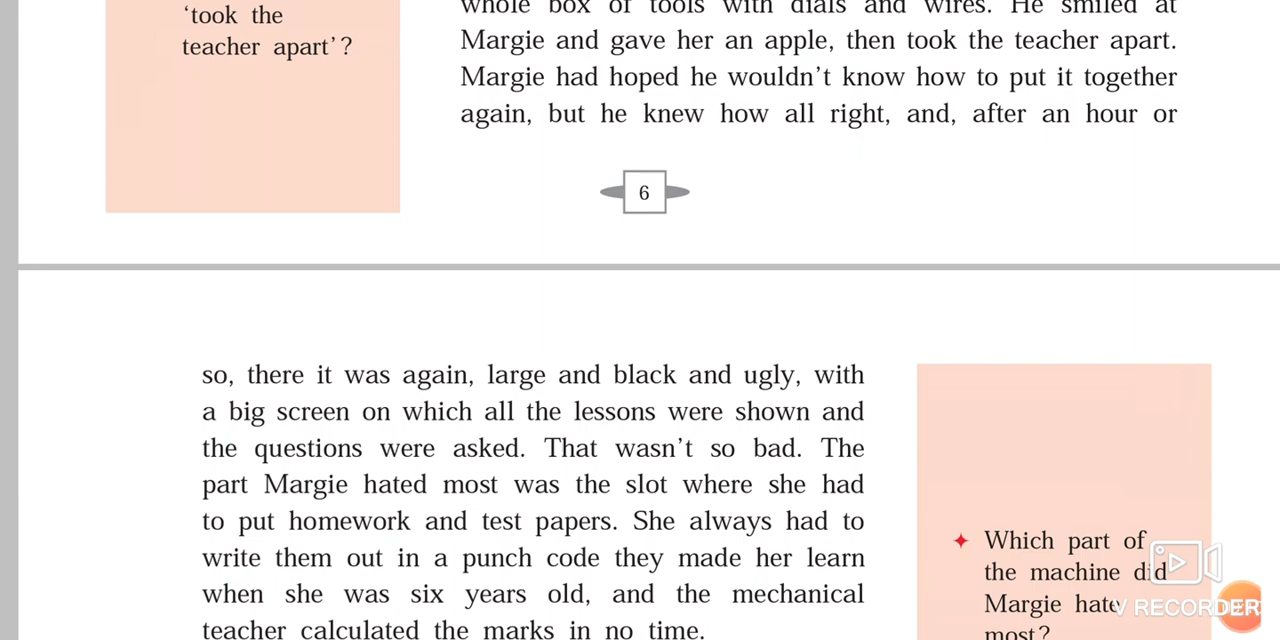 'took the
teacher apart'?
whole box of tools with dials and wires. He smiled at
Margie and gave her an apple, then took the teacher apart.
Margie had hoped he wouldn't know how to put it together
again, but he knew how all right, and, after an hour or
6
so, there it was again, large and black and ugly, with
a big screen on which all the lessons were shown and
the questions were asked. That wasn't so bad. The
part Margie hated most was the slot where she had
to put homework and test papers. She always had to
write them out in a punch code they made her learn
when she was six years old, and the mechanical
teacher calculated the marks in no time.
✦ Which part of
the machine did
Margie hate
most?
V RECORDER